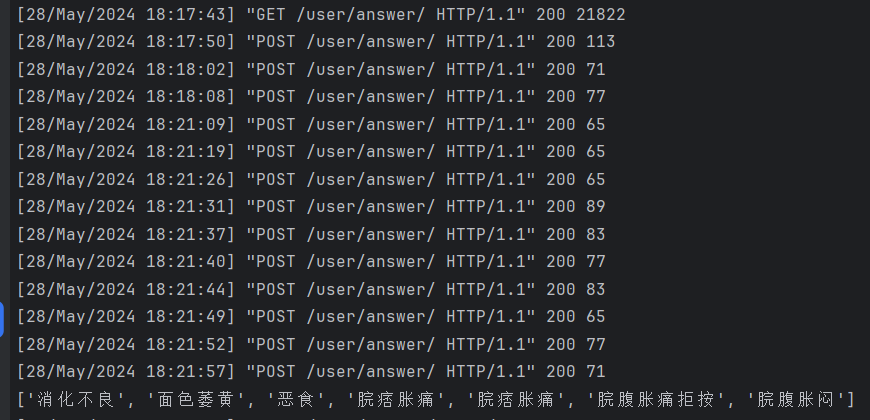 [28/May/2024 18:17:43] "GET /user/answer/ HTTP/1.1" 200 21822
[28/May/2024 18:17:50] "POST /user/answer/ HTTP/1.1" 200 113
[28/May/2024 18:18:02] "POST /user/answer/ HTTP/1.1" 200 71
[28/May/2024 18:18:08] "POST /user/answer/ HTTP/1.1" 200 77
[28/May/2024 18:21:09] "POST /user/answer/ HTTP/1.1" 200 65
[28/May/2024 18:21:19] "POST /user/answer/ HTTP/1.1" 200 65
[28/May/2024 18:21:26] "POST /user/answer/ HTTP/1.1" 200 65
[28/May/2024 18:21:31] "POST /user/answer/ HTTP/1.1" 200 89
[28/May/2024 18:21:37] "POST /user/answer/ HTTP/1.1" 200 83
[28/May/2024 18:21:40] "POST /user/answer/ HTTP/1.1" 200 77
[28/May/2024 18:21:44] "POST /user/answer/ HTTP/1.1" 200 83
[28/May/2024 18:21:49] "POST /user/answer/ HTTP/1.1" 200 65
[28/May/2024 18:21:52] "POST /user/answer/ HTTP/1.1" 200 77
[28/May/2024 18:21:57] "POST /user/answer/ HTTP/1.1" 200 71
['消化不良', '面色萎黄', '恶食', '脘痞胀痛', '脘痞胀痛', '脘腹胀痛拒按', '脘腹胀闷']